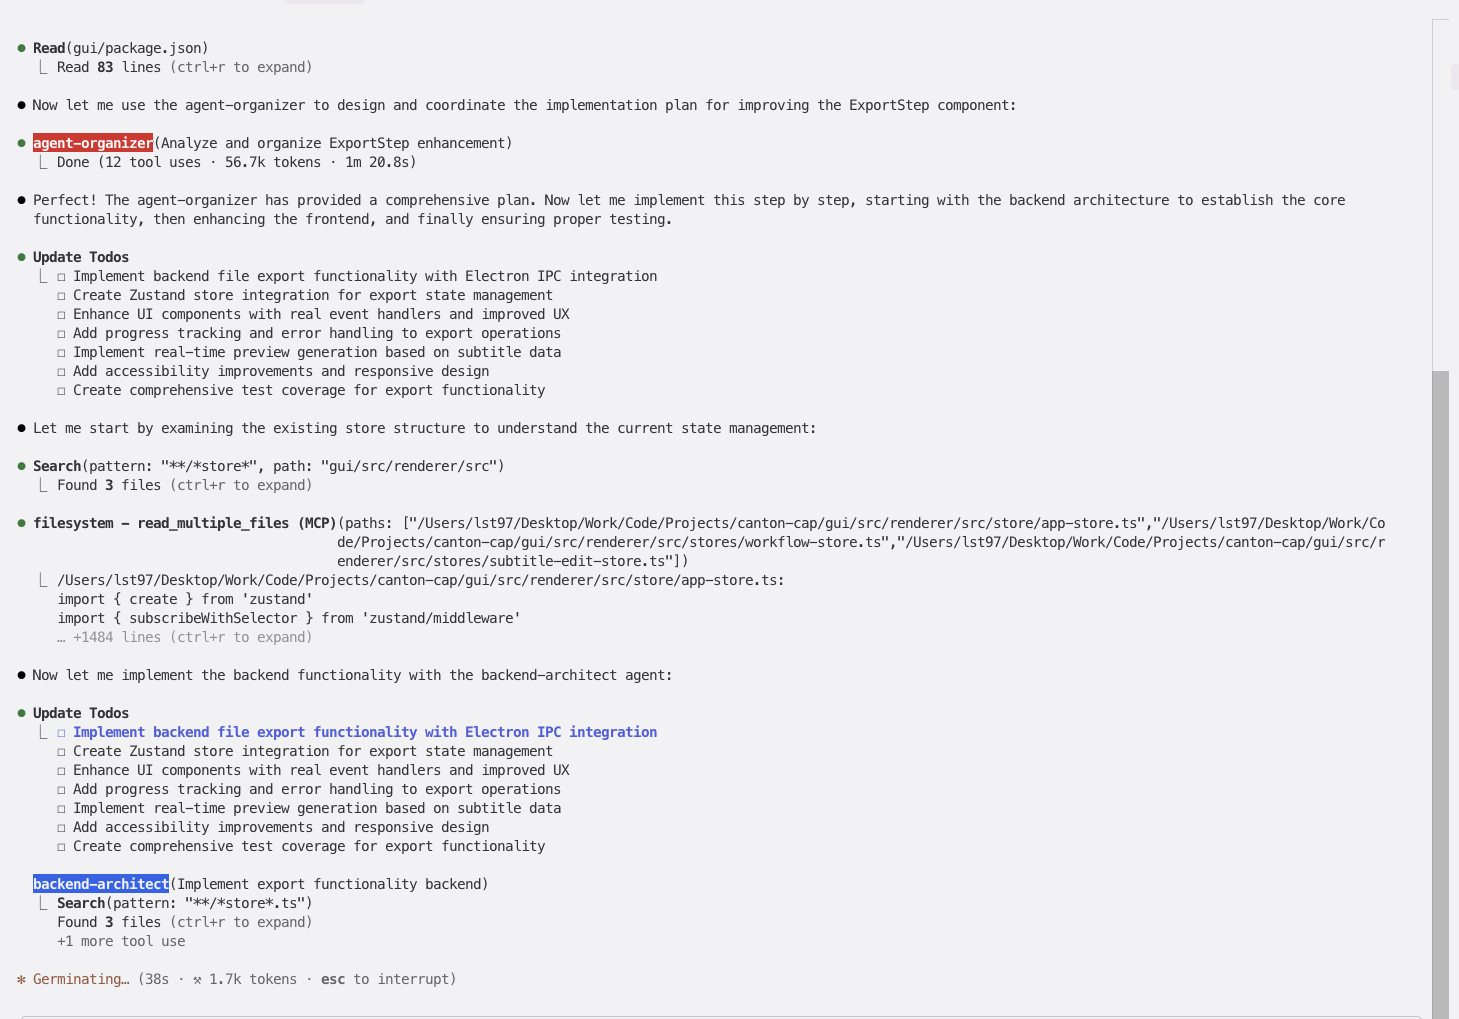 ● Read(gui/package.json)
⎿ Read 83 lines (ctrl+r to expand)
● Now let me use the agent-organizer to design and coordinate the implementation plan for improving the ExportStep component:
● agent-organizer(Analyze and organize ExportStep enhancement)
⎿ Done (12 tool uses · 56.7k tokens · 1m 20.8s)
● Perfect! The agent-organizer has provided a comprehensive plan. Now let me implement this step by step, starting with the backend architecture to establish the core
functionality, then enhancing the frontend, and finally ensuring proper testing.
● Update Todos
⎿ ☐ Implement backend file export functionality with Electron IPC integration
☐ Create Zustand store integration for export state management
☐ Enhance UI components with real event handlers and improved UX
☐ Add progress tracking and error handling to export operations
☐ Implement real-time preview generation based on subtitle data
☐ Add accessibility improvements and responsive design
☐ Create comprehensive test coverage for export functionality
● Let me start by examining the existing store structure to understand the current state management:
● Search(pattern: "**/*store*", path: "gui/src/renderer/src")
⎿ Found 3 files (ctrl+r to expand)
● filesystem - read_multiple_files (MCP)(paths: ["/Users/lst97/Desktop/Work/Code/Projects/canton-cap/gui/src/renderer/src/store/app-store.ts","/Users/lst97/Desktop/Work/Co
de/Projects/canton-cap/gui/src/renderer/src/stores/workflow-store.ts","/Users/lst97/Desktop/Work/Code/Projects/canton-cap/gui/src/r
enderer/src/stores/subtitle-edit-store.ts"])
⎿ /Users/lst97/Desktop/Work/Code/Projects/canton-cap/gui/src/renderer/src/store/app-store.ts:
import { create } from 'zustand'
import { subscribeWithSelector } from 'zustand/middleware'
… +1484 lines (ctrl+r to expand)
● Now let me implement the backend functionality with the backend-architect agent:
● Update Todos
⎿ ☐ Implement backend file export functionality with Electron IPC integration
☐ Create Zustand store integration for export state management
☐ Enhance UI components with real event handlers and improved UX
☐ Add progress tracking and error handling to export operations
☐ Implement real-time preview generation based on subtitle data
☐ Add accessibility improvements and responsive design
☐ Create comprehensive test coverage for export functionality
backend-architect(Implement export functionality backend)
⎿ Search(pattern: "**/*store*.ts")
Found 3 files (ctrl+r to expand)
+1 more tool use
✻ Germinating… (38s · ⚒ 1.7k tokens · esc to interrupt)